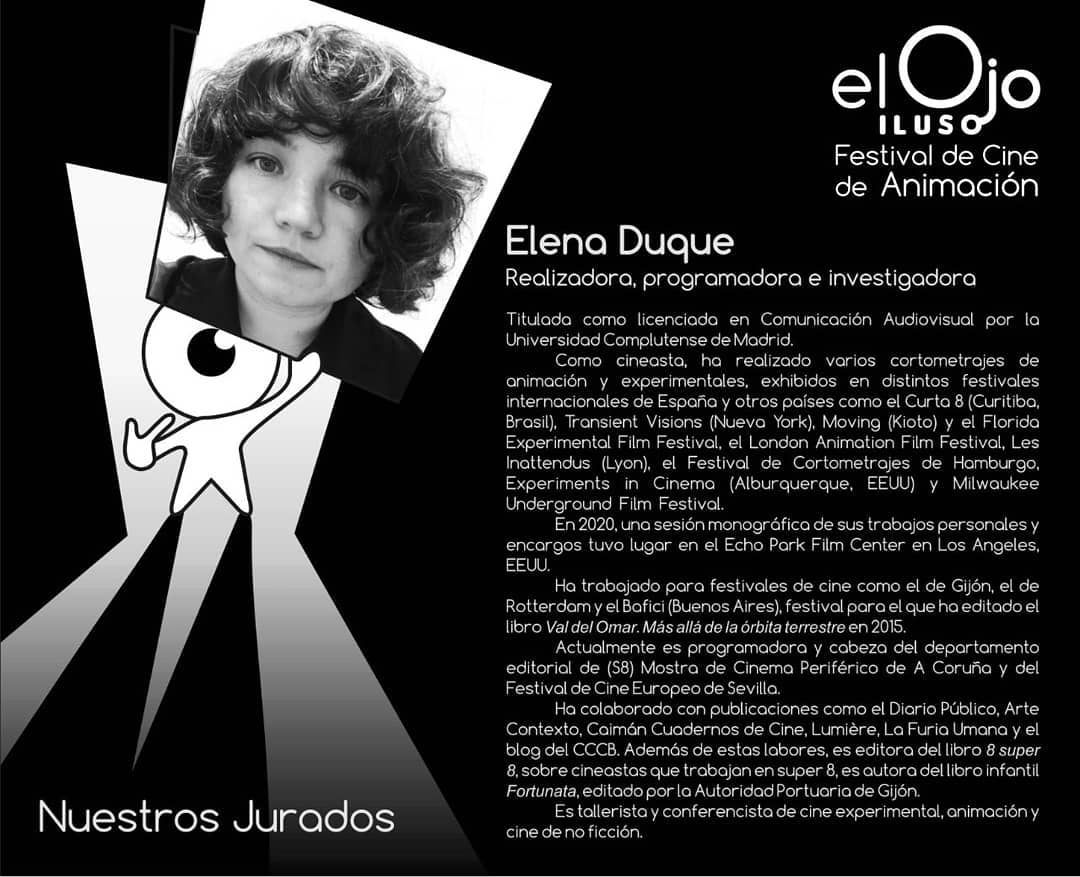 el Ojo
ILUSO
Festival de Cine
de Animación
Elena Duque
Realizadora, programadora e investigadora
Titulada como licenciada en Comunicación Audiovisual por la
Universidad Complutense de Madrid.
Como cineasta, ha realizado varios cortometrajes de
animación y experimentales, exhibidos en distintos festivales
internacionales de España y otros países como el Curta 8 (Curitiba,
Brasil), Transient Visions (Nueva York), Moving (Kioto) y el Florida
Experimental Film Festival, el London Animation Film Festival, Les
Inattendus (Lyon), el Festival de Cortometrajes de Hamburgo,
Experiments in Cinema (Alburquerque, EEUU) y Milwaukee
Underground Film Festival.
En 2020, una sesión monográfica de sus trabajos personales y
encargos tuvo lugar en el Echo Park Film Center en Los Angeles,
EEUU.
Ha trabajado para festivales de cine como el de Gijón, el de
Rotterdam y el Bafici (Buenos Aires), festival para el que ha editado el
libro Val del Omar. Más allá de la órbita terrestre en 2015.
Actualmente es programadora y cabeza del departamento
editorial de (S8) Mostra de Cinema Periférico de A Coruña y del
Festival de Cine Europeo de Sevilla.
Ha colaborado con publicaciones como el Diario Público, Arte
Contexto, Caimán Cuadernos de Cine, Lumière, La Furia Umana y el
blog del CCCB. Además de estas labores, es editora del libro 8 super
8, sobre cineastas que trabajan en super 8, es autora del libro infantil
Fortunata, editado por la Autoridad Portuaria de Gijón.
Es tallerista y conferencista de cine experimental, animación y
cine de no ficción.
Nuestros Jurados